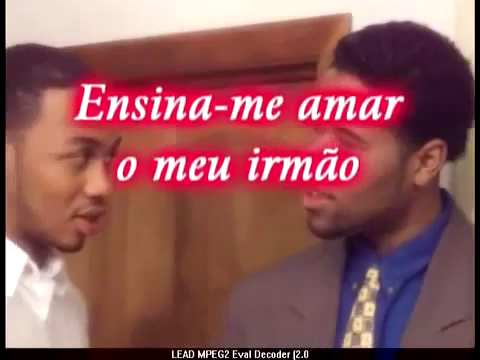 Ensina-me amar
o meu irmão
LEAD MPEG2 Eval Decoder [2.0